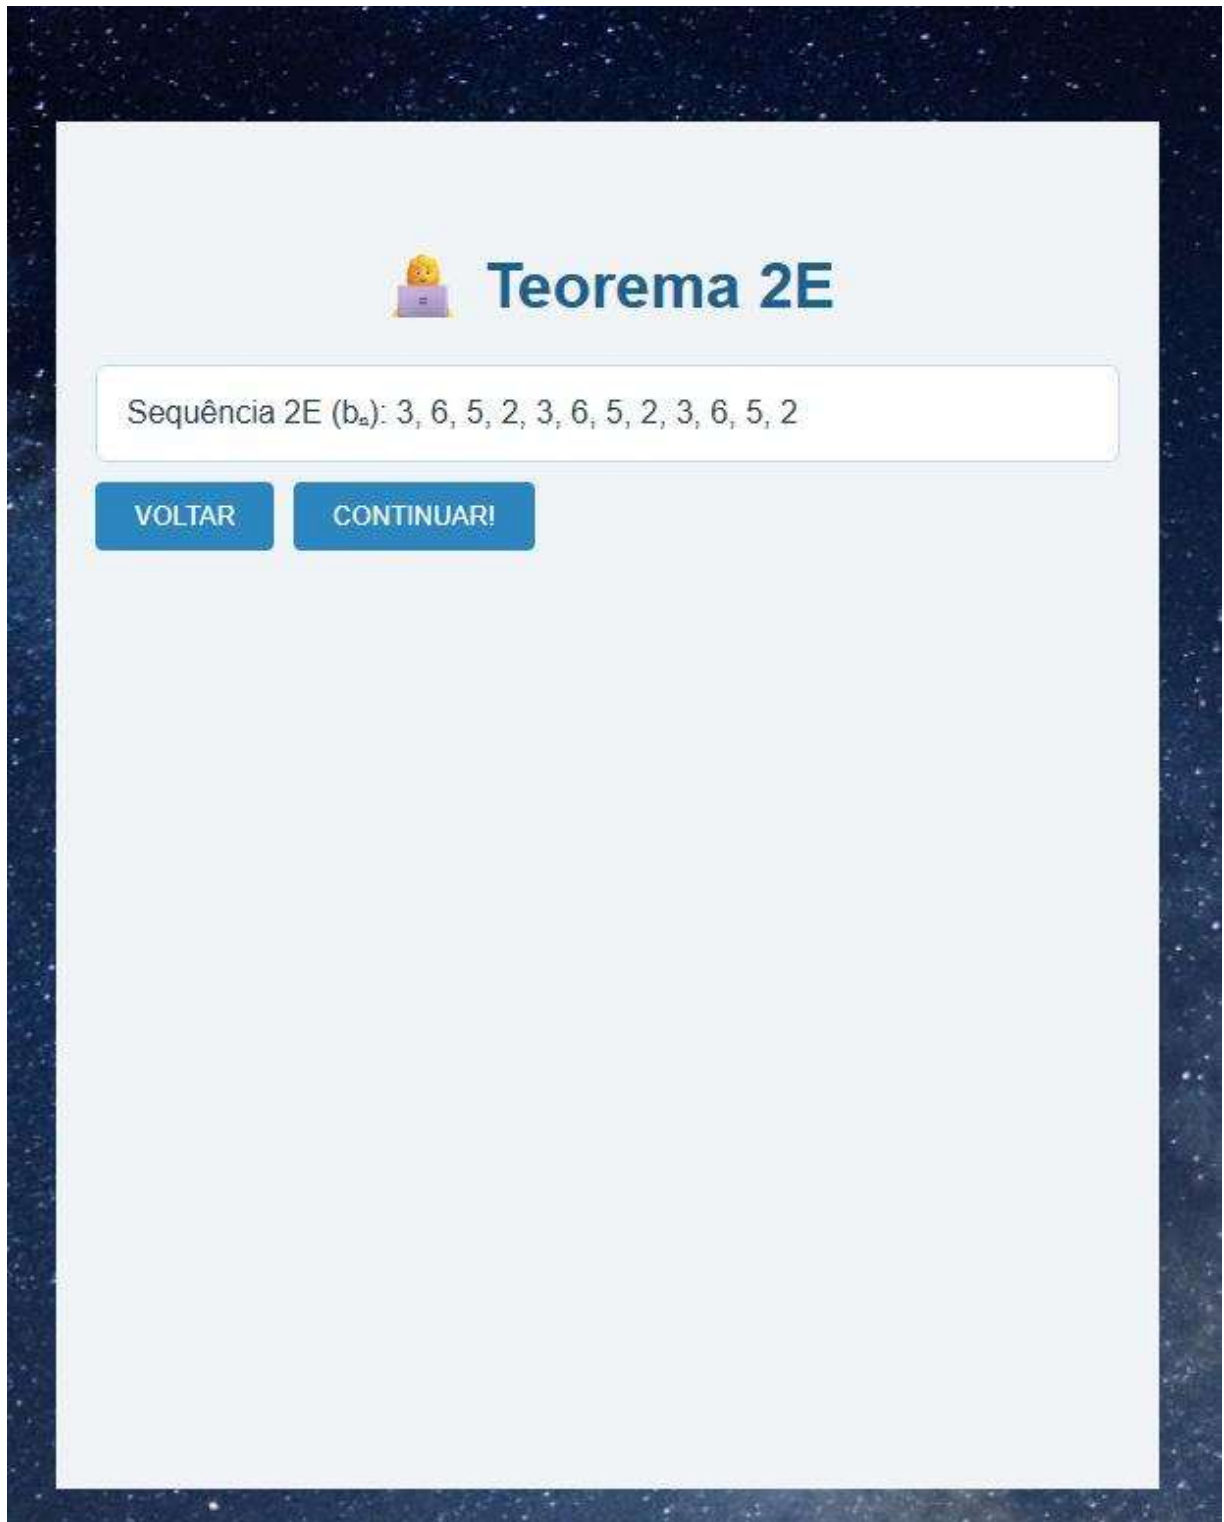 Teorema 2E
Sequência 2E (bₙ): 3, 6, 5, 2, 3, 6, 5, 2, 3, 6, 5, 2
VOLTAR
CONTINUAR!